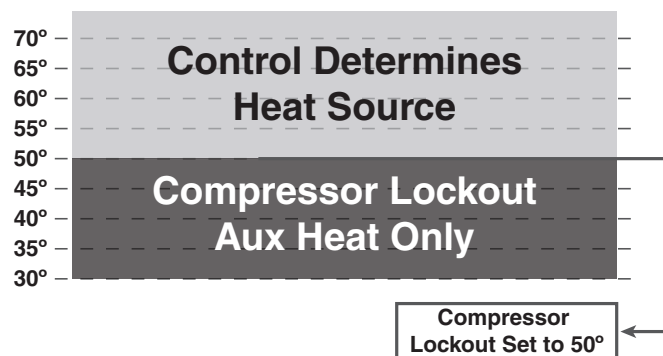 70º
65º
60º
55º
50º
45º
40º
35º
30º
Control Determines
Heat Source
Compressor Lockout
Aux Heat Only
Compressor
Lockout Set to 50º